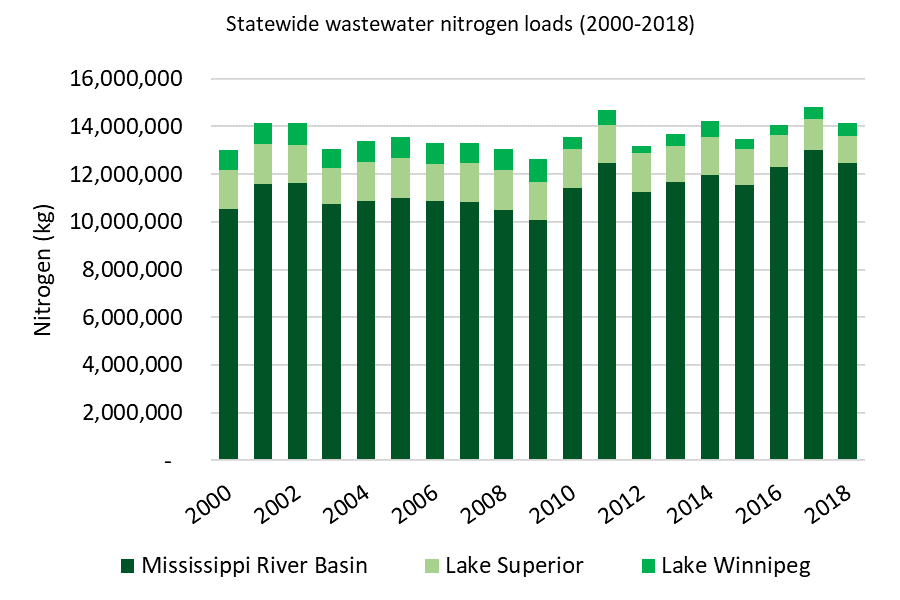 Statewide wastewater nitrogen loads (2000-2018)
16,000,000
14,000,000
12,000,000
10,000,000
8,000,000
6,000,000
4,000,000
2,000,000
-
Nitrogen (kg)
2000 2002 2004 2006 2008 2010 2012 2014 2016 2018
Mississippi River Basin Lake Superior Lake Winnipeg